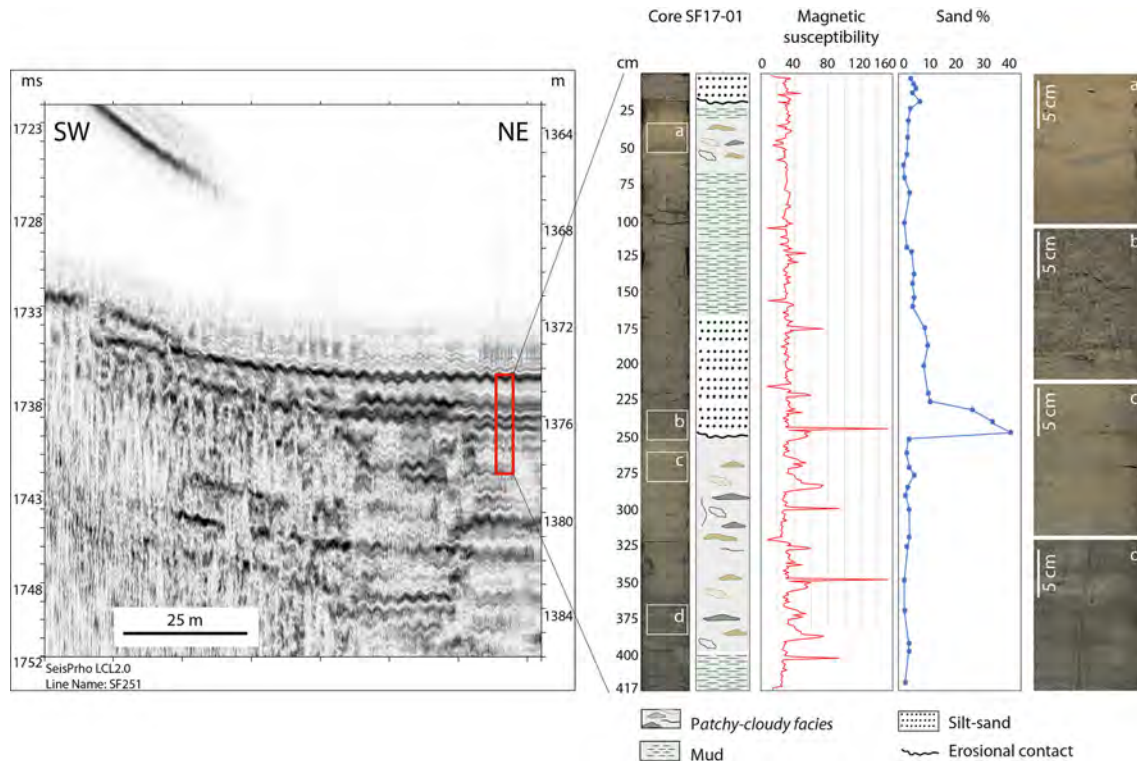 Core SF17-01
Magnetic susceptibility
Sand %
ms
m
SW
NE
1723
1728
1733
1738
1743
1748
1752
1364
1368
1372
1376
1380
1384
25 m
SeisPrho LCL2.0
Line Name: SF251
cm
25
50
75
100
125
150
175
200
225
250
275
300
325
350
375
400
417
a
b
c
d
0 40 80 120 160
0 10 20 30 40
5 cm
a
5 cm
b
5 cm
c
5 cm
d
Patchy-cloudy facies
Mud
Silt-sand
Erosional contact